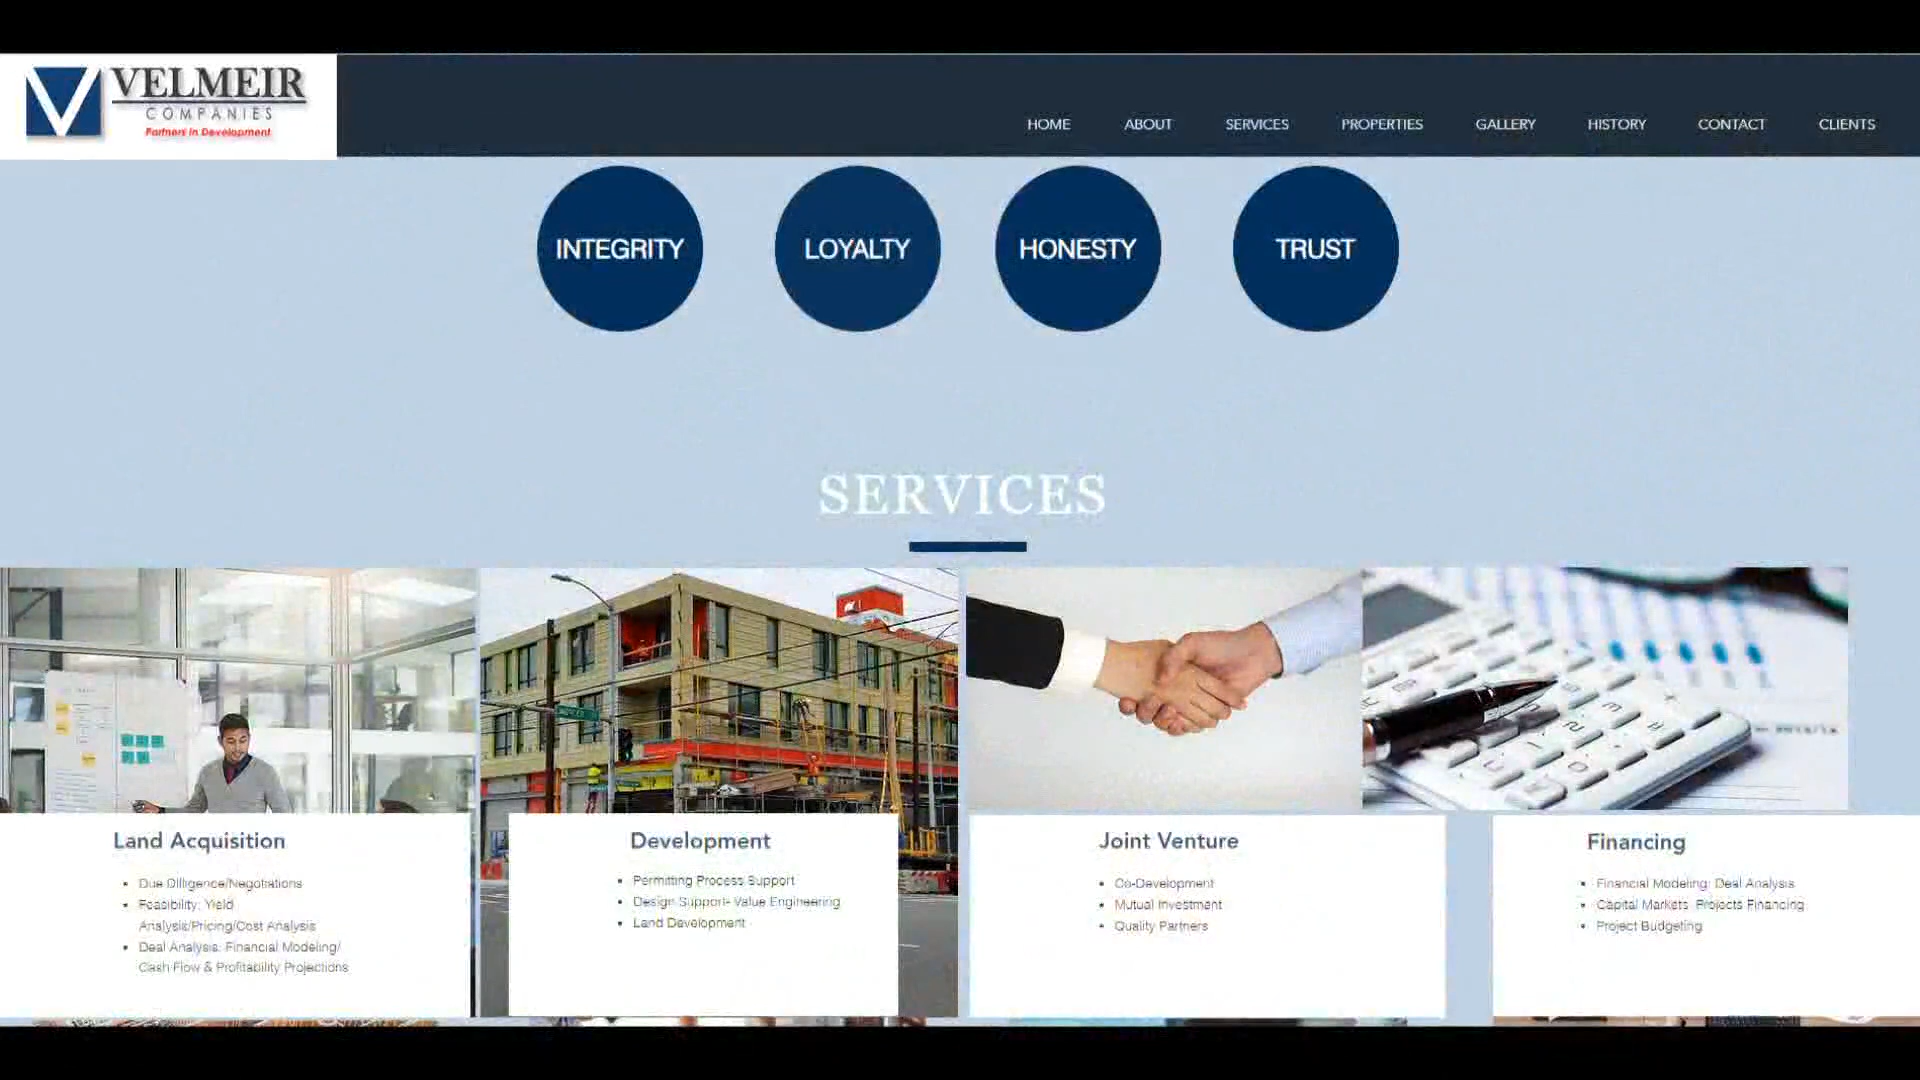 VELMEIR
COMPANIES
Partners in Development
HOME ABOUT SERVICES PROPERTIES GALLERY HISTORY CONTACT CLIENTS
INTEGRITY LOYALTY HONESTY TRUST
SERVICES
Land Acquisition
Due Diligence/Negotiations
Feasibility: Yield
Analysis/Pricing/Cost Analysis
Deal Analysis: Financial Modeling/
Cash Flow & Profitability Projections
Development
Permitting Process Support
Design Support- Value Engineering
Land Development
Joint Venture
Co-Development
Mutual Investment
Quality Partners
Financing
Financial Modeling: Deal Analysis
Capital Markets: Projects Financing
Project Budgeting